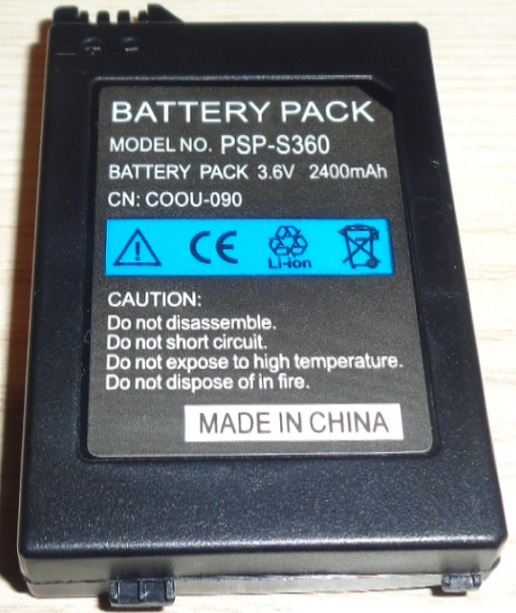 BATTERY PACK
MODEL NO. PSP-S360
BATTERY PACK 3.6V 2400mAh
CN: COOU-090
CE
Li-ion
CAUTION:
Do not disassemble.
Do not short circuit.
Do not expose to high temperature.
Do not dispose of in fire.
MADE IN CHINA